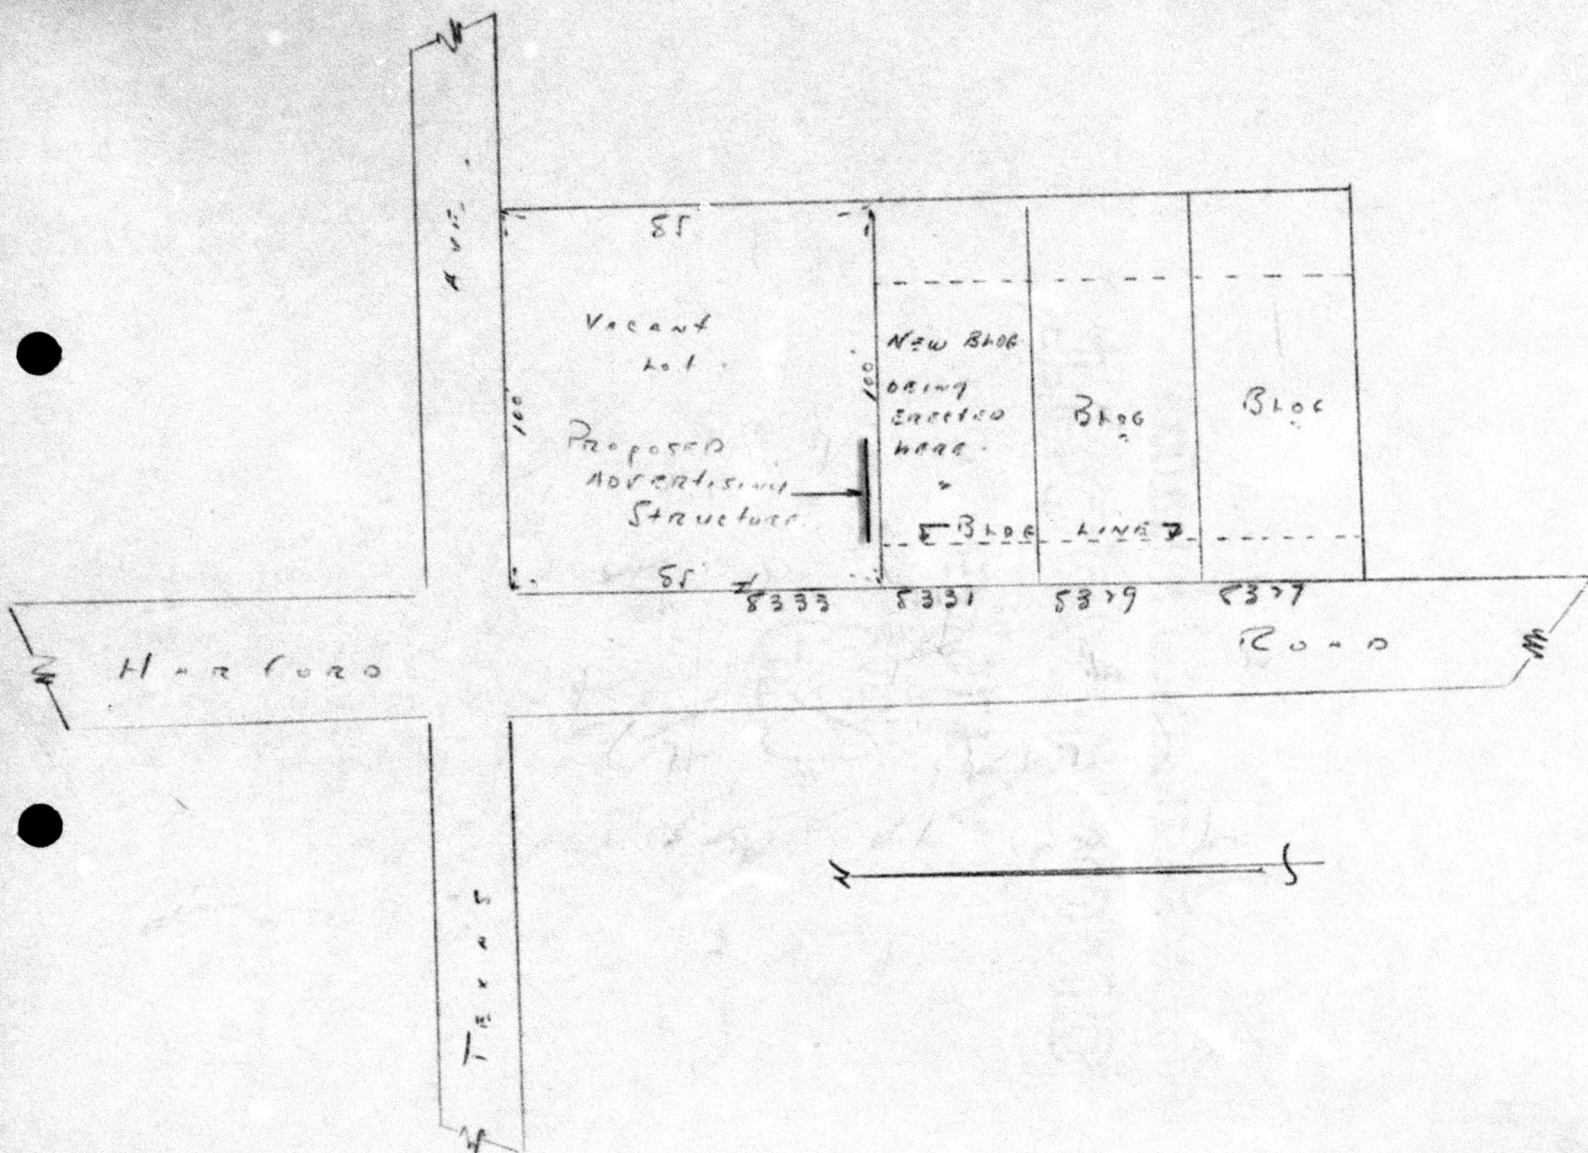 AVE.
85
VACANT
LOT
100
100
PROPOSED
ADVERTISING
STRUCTURE
NEW BLDG
BEING
ERECTED
HERE.
BLDG
BLDG
BLDG LINE
85
#8333 8331 8329 8327
HARFORD ROAD
N S
TEXAS